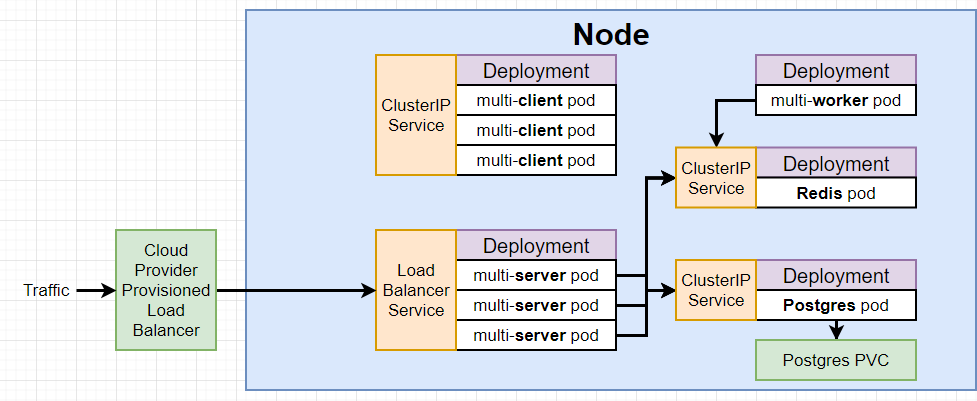 Node
ClusterIP
Service
Deployment
multi-client pod
multi-client pod
multi-client pod
Deployment
multi-worker pod
ClusterIP
Service
Deployment
Redis pod
Traffic
Cloud
Provider
Provisioned
Load
Balancer
Load
Balancer
Service
Deployment
multi-server pod
multi-server pod
multi-server pod
ClusterIP
Service
Deployment
Postgres pod
Postgres PVC